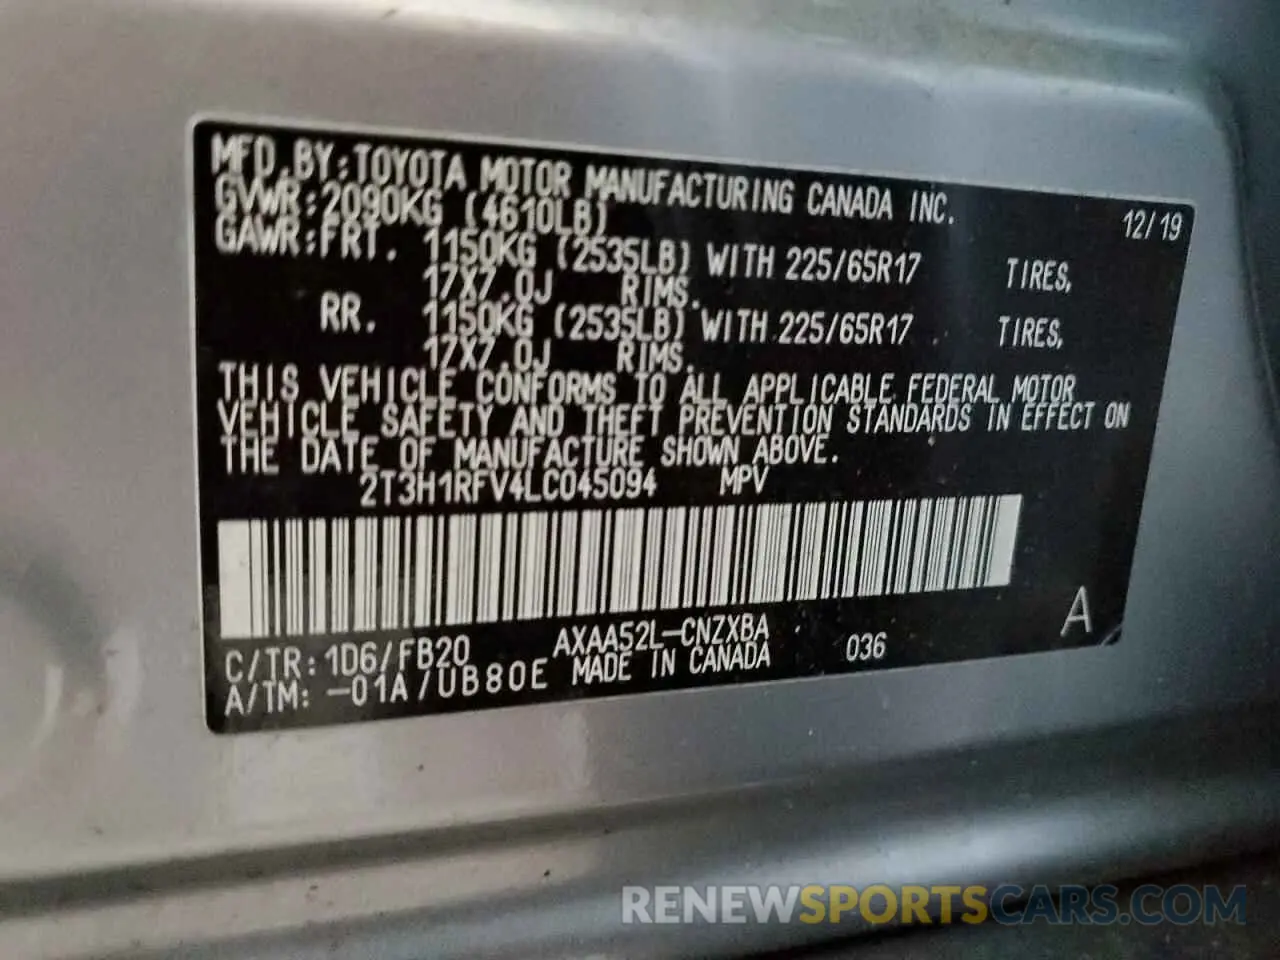 MFD.BY:TOYOTA MOTOR MANUFACTURING CANADA INC. 12/19
GVWR:2090KG (4610LB)
GAWR:FRT. 1150KG (2535LB) WITH 225/65R17 TIRES,
17X7.0J RIMS.
RR. 1150KG (2535LB) WITH 225/65R17 TIRES,
17X7.0J RIMS.
THIS VEHICLE CONFORMS TO ALL APPLICABLE FEDERAL MOTOR
VEHICLE SAFETY AND THEFT PREVENTION STANDARDS IN EFFECT ON
THE DATE OF MANUFACTURE SHOWN ABOVE.
2T3H1RFV4LC045094 MPV
A
C/TR:1D6/FB20 AXAA52L-CNZXBA 036
A/TM:-01A/UB80E MADE IN CANADA
RENEWSPORTSCARS.COM